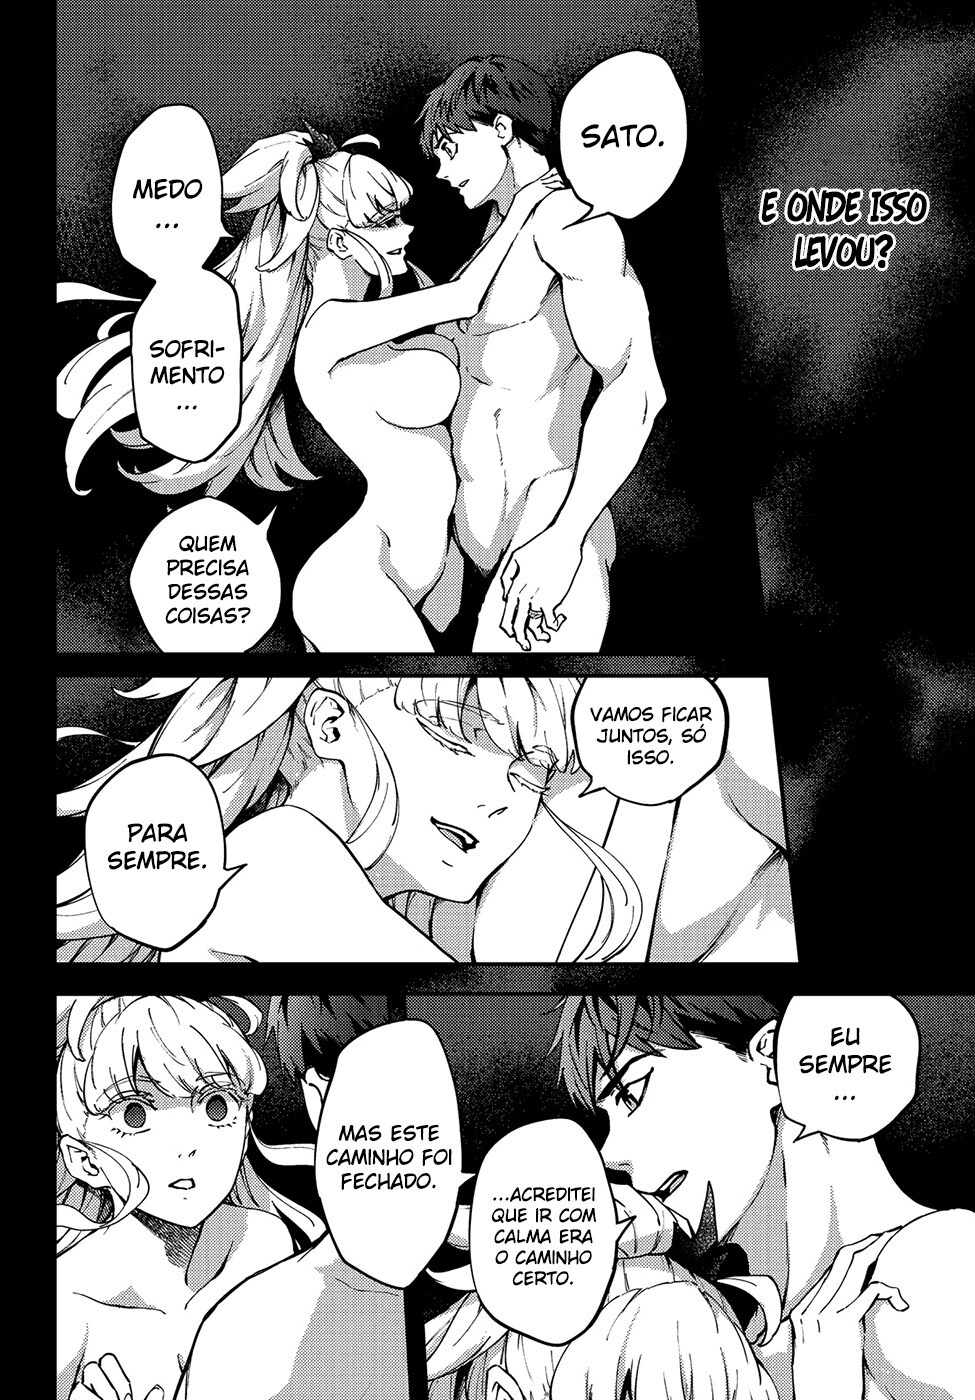 E ONDE ISSO
LEVOU?
SATO.
MEDO
...
SOFRI-
MENTO
...
QUEM
PRECISA
DESSAS
COISAS?
VAMOS FICAR
JUNTOS, SÓ
ISSO.
PARA
SEMPRE.
EU
SEMPRE
...
...ACREDITEI
QUE IR COM
CALMA ERA
O CAMINHO
CERTO.
MAS ESTE
CAMINHO FOI
FECHADO.